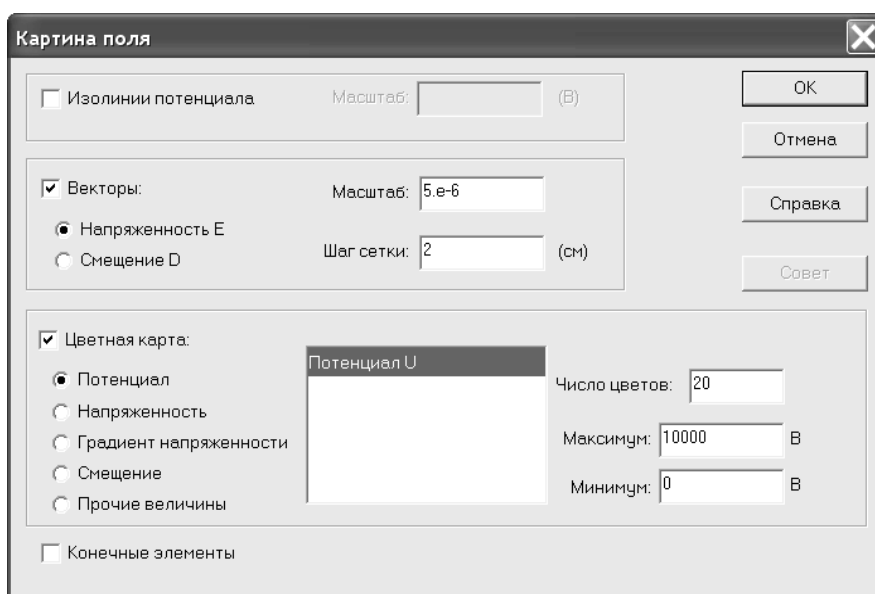 Картина поля
Изолинии потенциала Масштаб: (В)
OK
Отмена
Векторы: Масштаб: 5.e-6
Справка
Напряженность E
Смещение D Шаг сетки: 2 (см)
Совет
Цветная карта:
Потенциал U
Потенциал
Число цветов: 20
Напряженность
Градиент напряженности Максимум: 10000 В
Смещение
Минимум: 0 В
Прочие величины
Конечные элементы